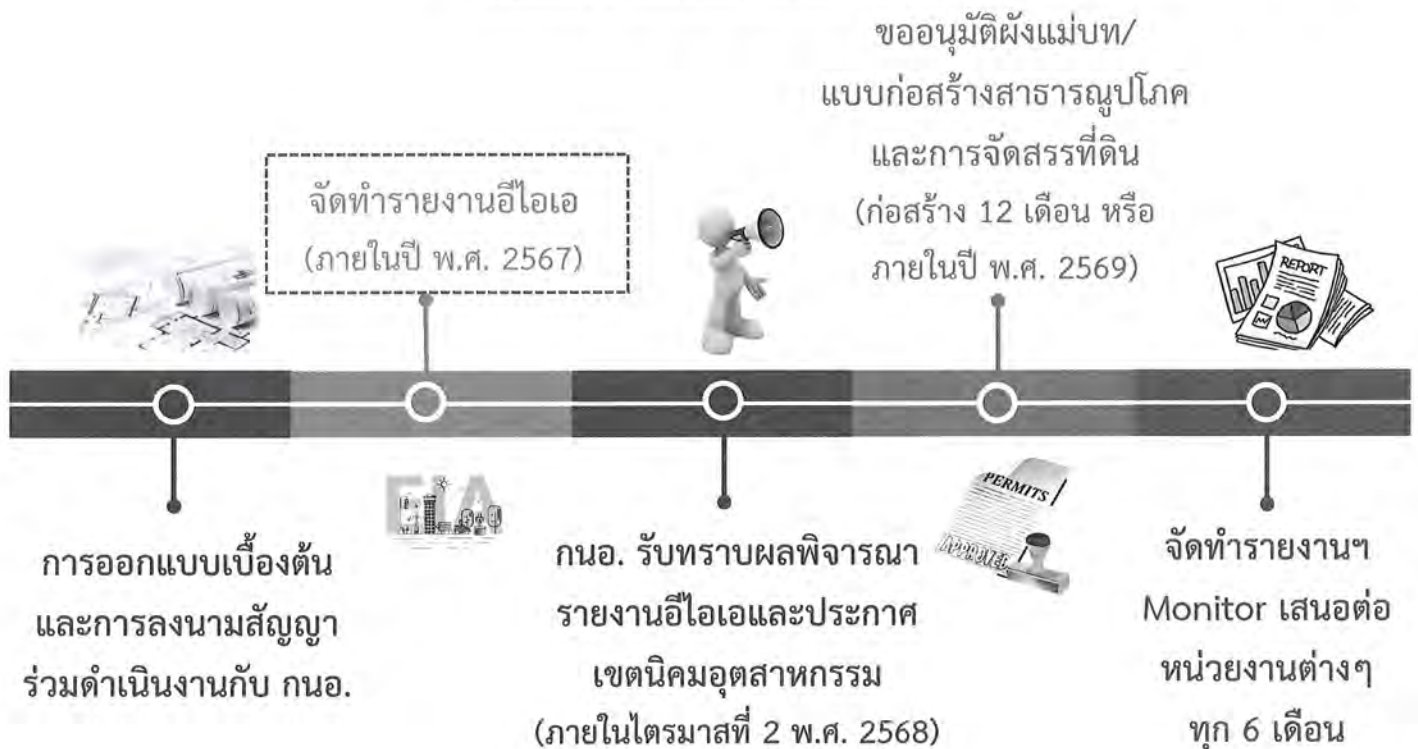 ขออนุมัติผังแม่บท/
แบบก่อสร้างสาธารณูปโภค
และการจัดสรรที่ดิน
(ก่อสร้าง 12 เดือน หรือ
ภายในปี พ.ศ. 2569)
จัดทำรายงานอีไอเอ
(ภายในปี พ.ศ. 2567)
REPORT
EIA
PERMITS
APPROVED
การออกแบบเบื้องต้น
และการลงนามสัญญา
ร่วมดำเนินงานกับ กนอ.
กนอ. รับทราบผลพิจารณา
รายงานอีไอเอและประกาศ
เขตนิคมอุตสาหกรรม
(ภายในไตรมาสที่ 2 พ.ศ. 2568)
จัดทำรายงานฯ
Monitor เสนอต่อ
หน่วยงานต่างๆ
ทุก 6 เดือน